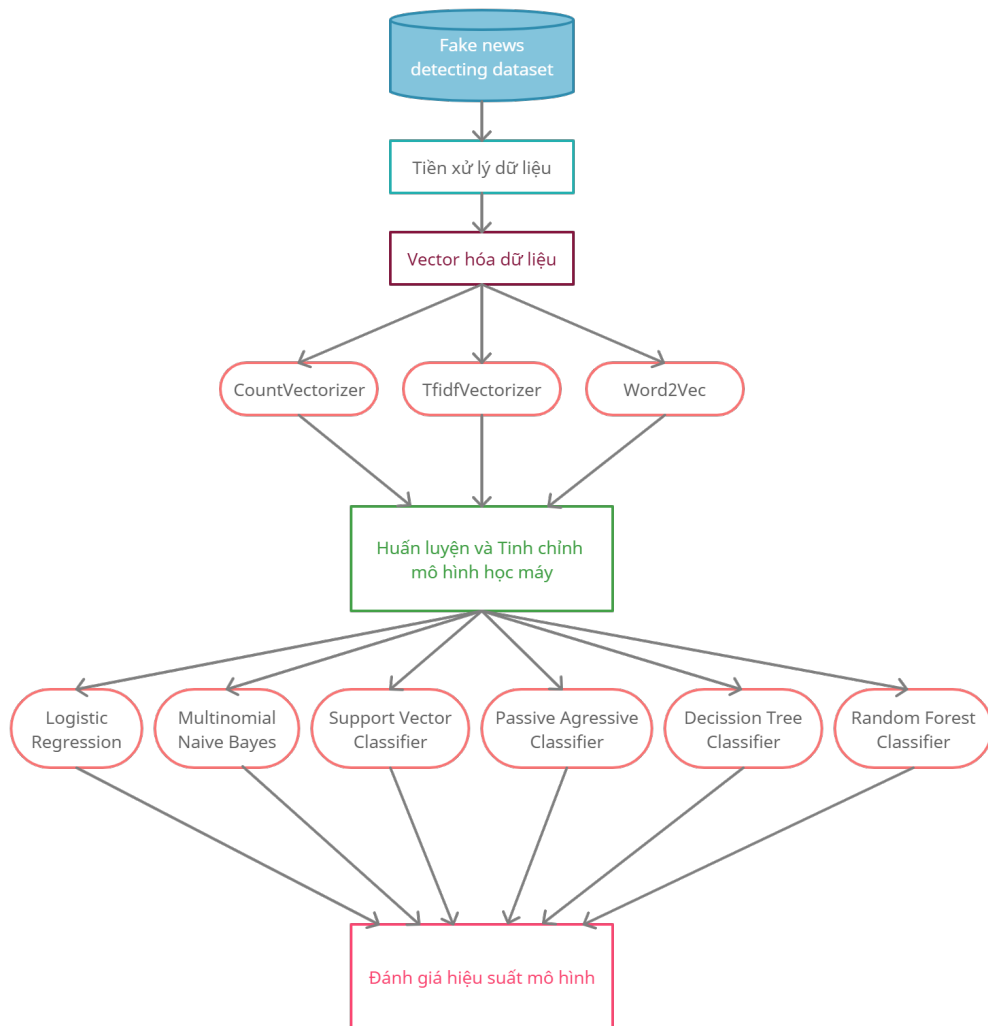 Fake news
detecting dataset
Tiền xử lý dữ liệu
Vector hóa dữ liệu
CountVectorizer
TfidfVectorizer
Word2Vec
Huấn luyện và Tinh chỉnh
mô hình học máy
Logistic
Regression
Multinomial
Naive Bayes
Support Vector
Classifier
Passive Agressive
Classifier
Decission Tree
Classifier
Random Forest
Classifier
Đánh giá hiệu suất mô hình